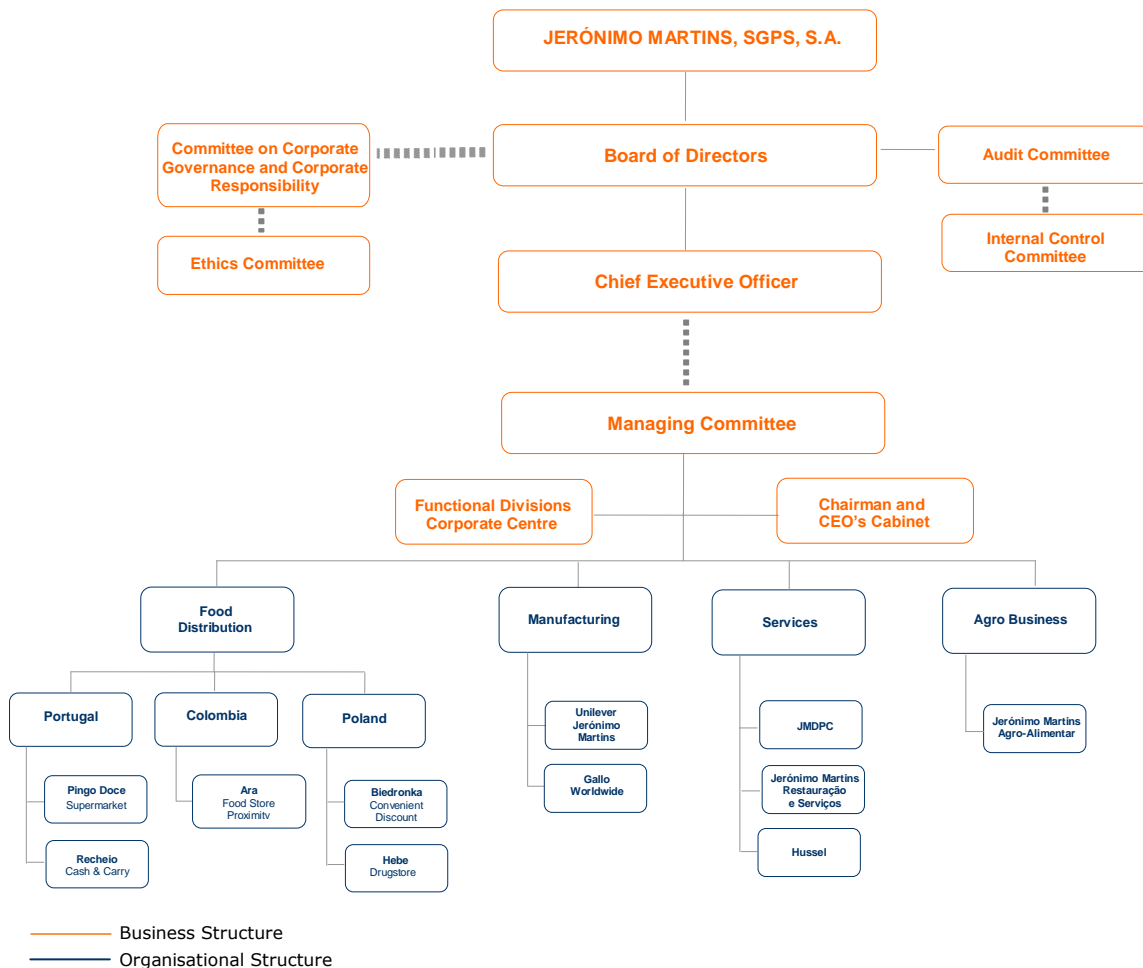 JERÓNIMO MARTINS, SGPS, S.A.
Committee on Corporate
Governance and Corporate
Responsibility
Board of Directors
Audit Committee
Ethics Committee
Internal Control
Committee
Chief Executive Officer
Managing Committee
Functional Divisions
Corporate Centre
Chairman and
CEO's Cabinet
Food
Distribution
Manufacturing
Services
Agro Business
Portugal
Colombia
Poland
Unilever
Jerónimo
Martins
JMDPC
Jerónimo Martins
Agro-Alimentar
Pingo Doce
Supermarket
Ara
Food Store
Proximity
Biedronka
Convenient
Discount
Gallo
Worldwide
Jerónimo Martins
Restauração
e Serviços
Recheio
Cash & Carry
Hebe
Drugstore
Hussel
Business Structure
Organisational Structure